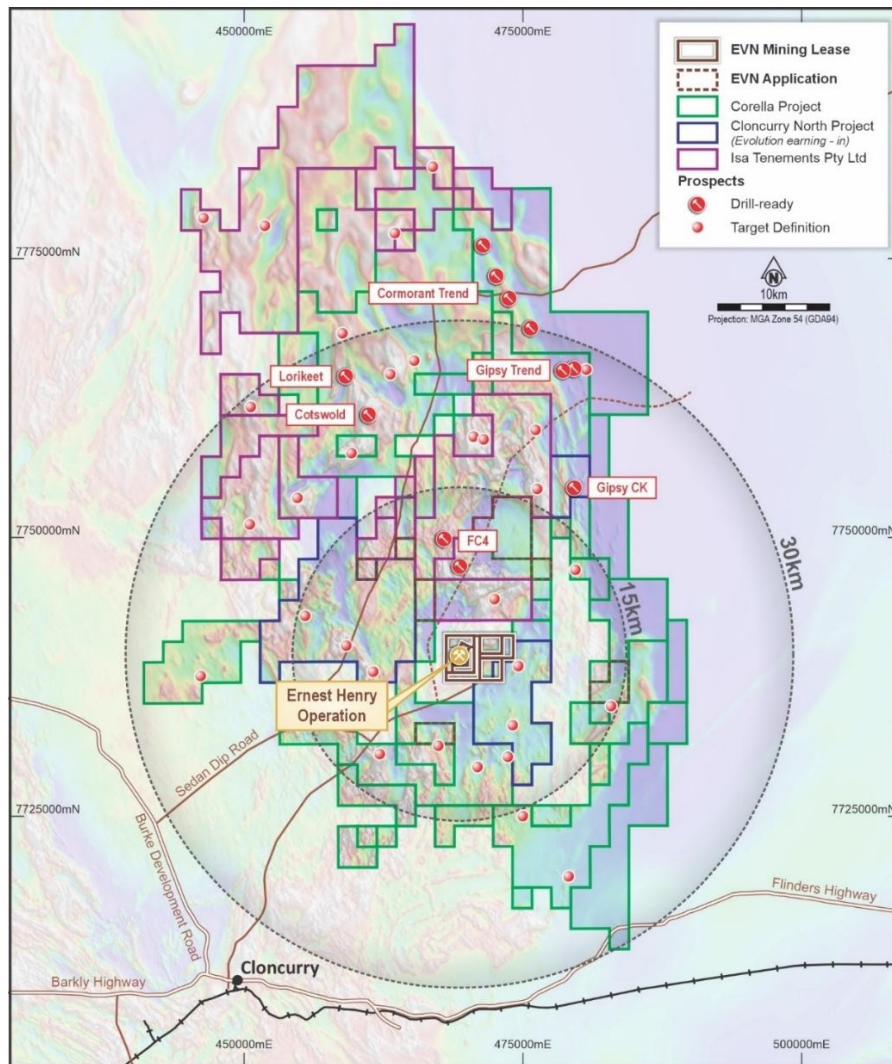 450000mE
475000mE
EVN Mining Lease
EVN Application
Corella Project
Cloncurry North Project
(Evolution earning - in)
Isa Tenements Pty Ltd
Prospects
Drill-ready
Target Definition
7775000mN
N
10km
Projection: MGA Zone 54 (GDA94)
Cormorant Trend
Lorikeet
Gipsy Trend
Cotswold
Gipsy CK
7750000mN
FC4
7750000mN
30km
15km
Ernest Henry
Operation
Sedan Dip Road
7725000mN
7725000mN
Burke Development
Road
Flinders Highway
Cloncurry
Barkly Highway
450000mE
475000mE
500000mE